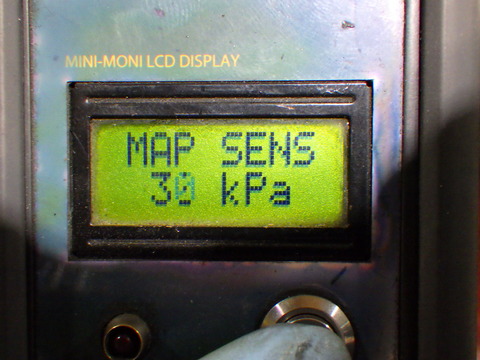 MINI-MONI LCD DISPLAY
MAP SENS
30 kPa